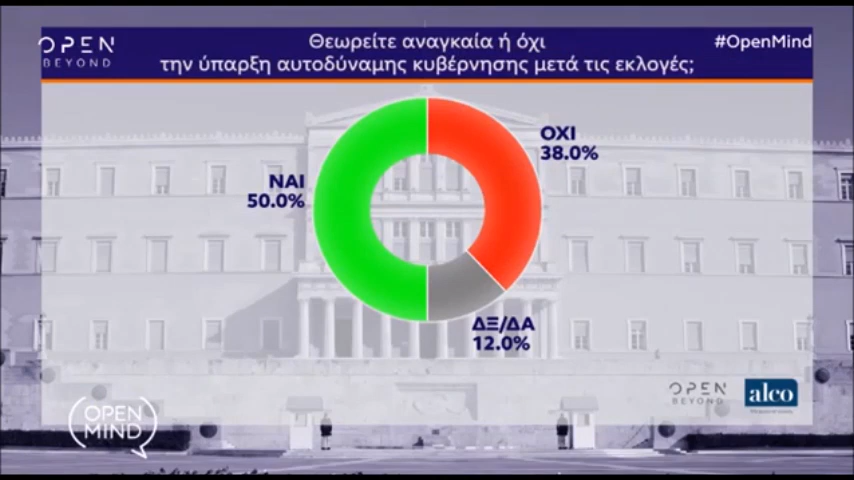 OPEN
BEYOND
Θεωρείτε αναγκαία ή όχι
την ύπαρξη αυτοδύναμης κυβέρνησης μετά τις εκλογές;
#OpenMind
ΟΧΙ
38.0%
ΝΑΙ
50.0%
ΔΞ/ΔΑ
12.0%
OPEN
BEYOND
alco
OPEN
MIND